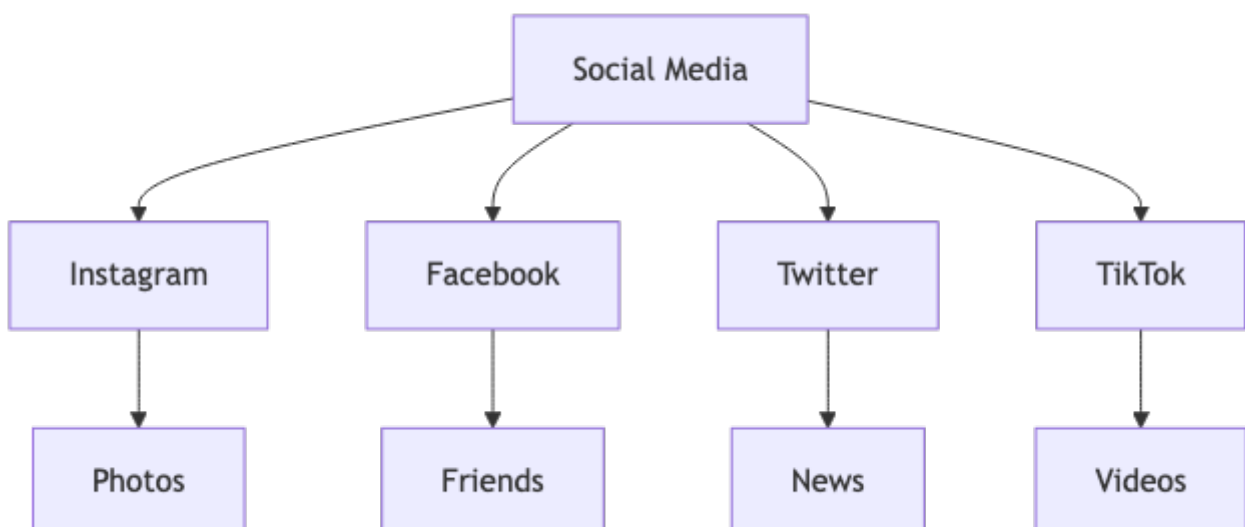 Social Media
Instagram
Facebook
Twitter
TikTok
Photos
Friends
News
Videos